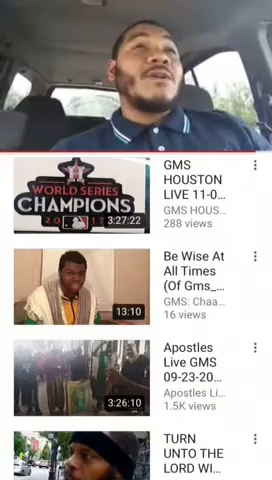 WORLD SERIES
CHAMPIONS
2017
3:27:22
GMS
HOUSTON
LIVE 11-0...
GMS HOUS...
288 views
13:10
Be Wise At
All Times
(Of Gms_...
GMS: Chaa...
16 views
3:26:10
Apostles
Live GMS
09-23-20...
Apostles Li...
1.5K views
TURN
UNTO THE
LORD WI...